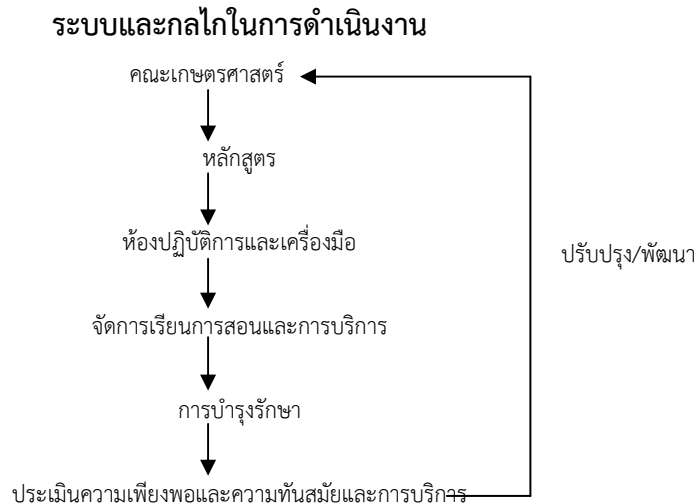 ระบบและกลไกในการดำเนินงาน
คณะเกษตรศาสตร์
หลักสูตร
ห้องปฏิบัติการและเครื่องมือ
ปรับปรุง/พัฒนา
จัดการเรียนการสอนและการบริการ
การบำรุงรักษา
ประเมินความเพียงพอและความทันสมัยและการบริการ